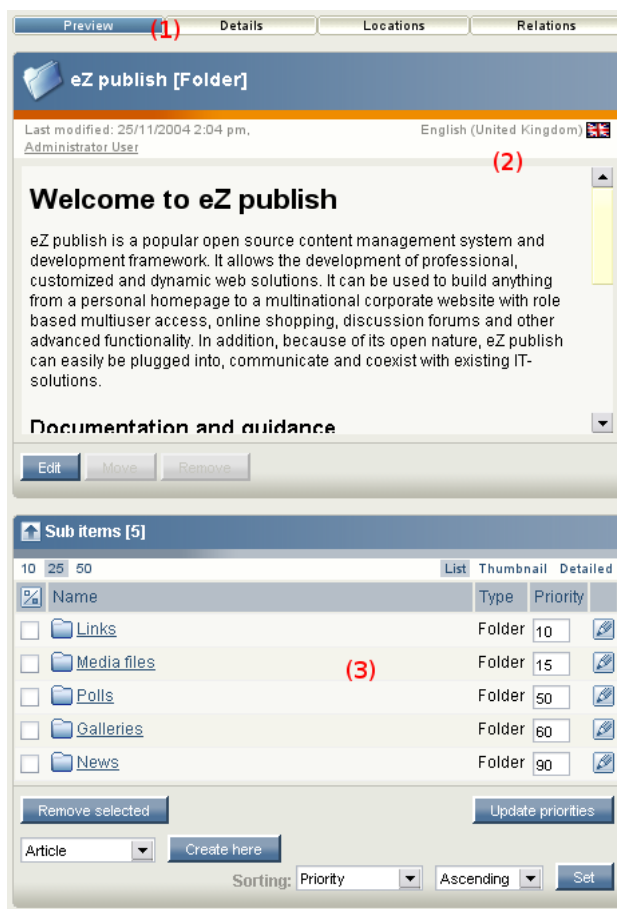 Preview (1) Details Locations Relations
eZ publish [Folder]
Last modified: 25/11/2004 2:04 pm, English (United Kingdom)
Administrator User
(2)
Welcome to eZ publish
eZ publish is a popular open source content management system and
development framework. It allows the development of professional,
customized and dynamic web solutions. It can be used to build anything
from a personal homepage to a multinational corporate website with role
based multiuser access, online shopping, discussion forums and other
advanced functionality. In addition, because of its open nature, eZ publish
can easily be plugged into, communicate and coexist with existing IT-
solutions.
Documentation and guidance
Edit Move Remove
Sub items [5]
10 25 50 List Thumbnail Detailed
Name Type Priority
Links Folder 10
Media files (3) Folder 15
Polls Folder 50
Galleries Folder 60
News Folder 90
Remove selected Update priorities
Article Create here
Sorting: Priority Ascending Set